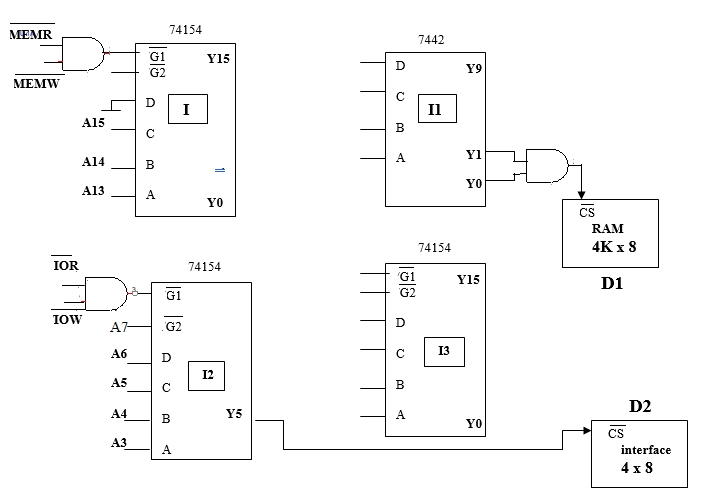 MEMR
MEMW
74154
G1
G2
D
C
B
A
Y15
Y0
I
A15
A14
A13
7442
D
C
B
A
Y9
Y1
Y0
I1
CS
RAM
4K x 8
D1
IOR
IOW
74154
G1
G2
D
C
B
A
Y5
I2
A7
A6
A5
A4
A3
74154
G1
G2
D
C
B
A
Y15
Y0
I3
D2
CS
interface
4 x 8